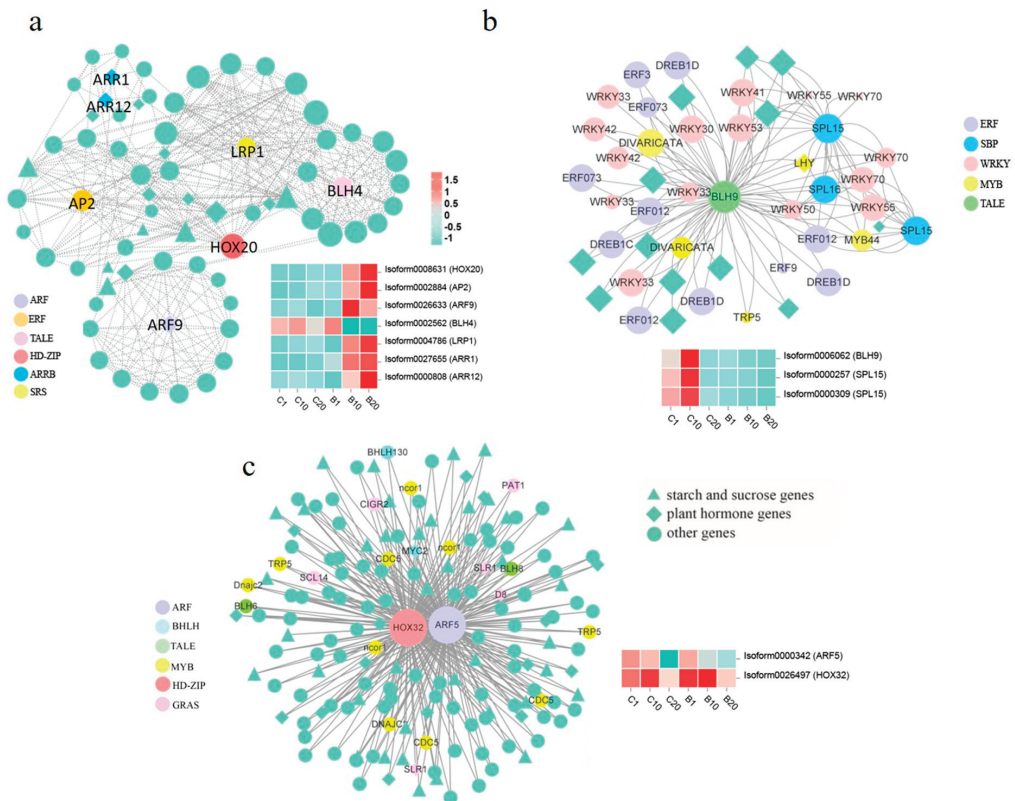 a
ARR1
ARR12
LRP1
BLH4
AP2
HOX20
ARF9
1.5
1
0.5
0
-0.5
-1
ARF
ERF
TALE
HD-ZIP
ARRB
SRS
Isoform0008631 (HOX20)
Isoform0002884 (AP2)
Isoform0026633 (ARF9)
Isoform0002562 (BLH4)
Isoform0004786 (LRP1)
Isoform0027655 (ARR1)
Isoform0000808 (ARR12)
C1 C10 C20 B1 B10 B20
b
DREB1D
ERF3
WRKY33
ERF073
WRKY41
WRKY55
WRKY70
WRKY42
DIVARICATA
WRKY30
WRKY53
SPL15
WRKY42
LHY
WRKY70
ERF073
WRKY33
BLH9
SPL16
WRKY70
WRKY33
ERF012
WRKY50
WRKY55
DREB1C
DIVARICATA
ERF012
MYB44
SPL15
WRKY33
ERF9
DREB1D
ERF012
DREB1D
TRP5
ERF
SBP
WRKY
MYB
TALE
Isoform0006062 (BLH9)
Isoform0000257 (SPL15)
Isoform0000309 (SPL15)
C1 C10 C20 B1 B10 B20
c
BHLH130
CIGR2
ncor1
PAT1
TRP5
CDC5
MYC2
ncor1
SCL14
SLR1
BLH8
Dnajc2
BLH6
D8
HOX32
ARF5
TRP5
ncor1
CDC5
DNAJC
CDC5
SLR1
ARF
BHLH
TALE
MYB
HD-ZIP
GRAS
starch and sucrose genes
plant hormone genes
other genes
Isoform0000342 (ARF5)
Isoform0026497 (HOX32)
C1 C10 C20 B1 B10 B20